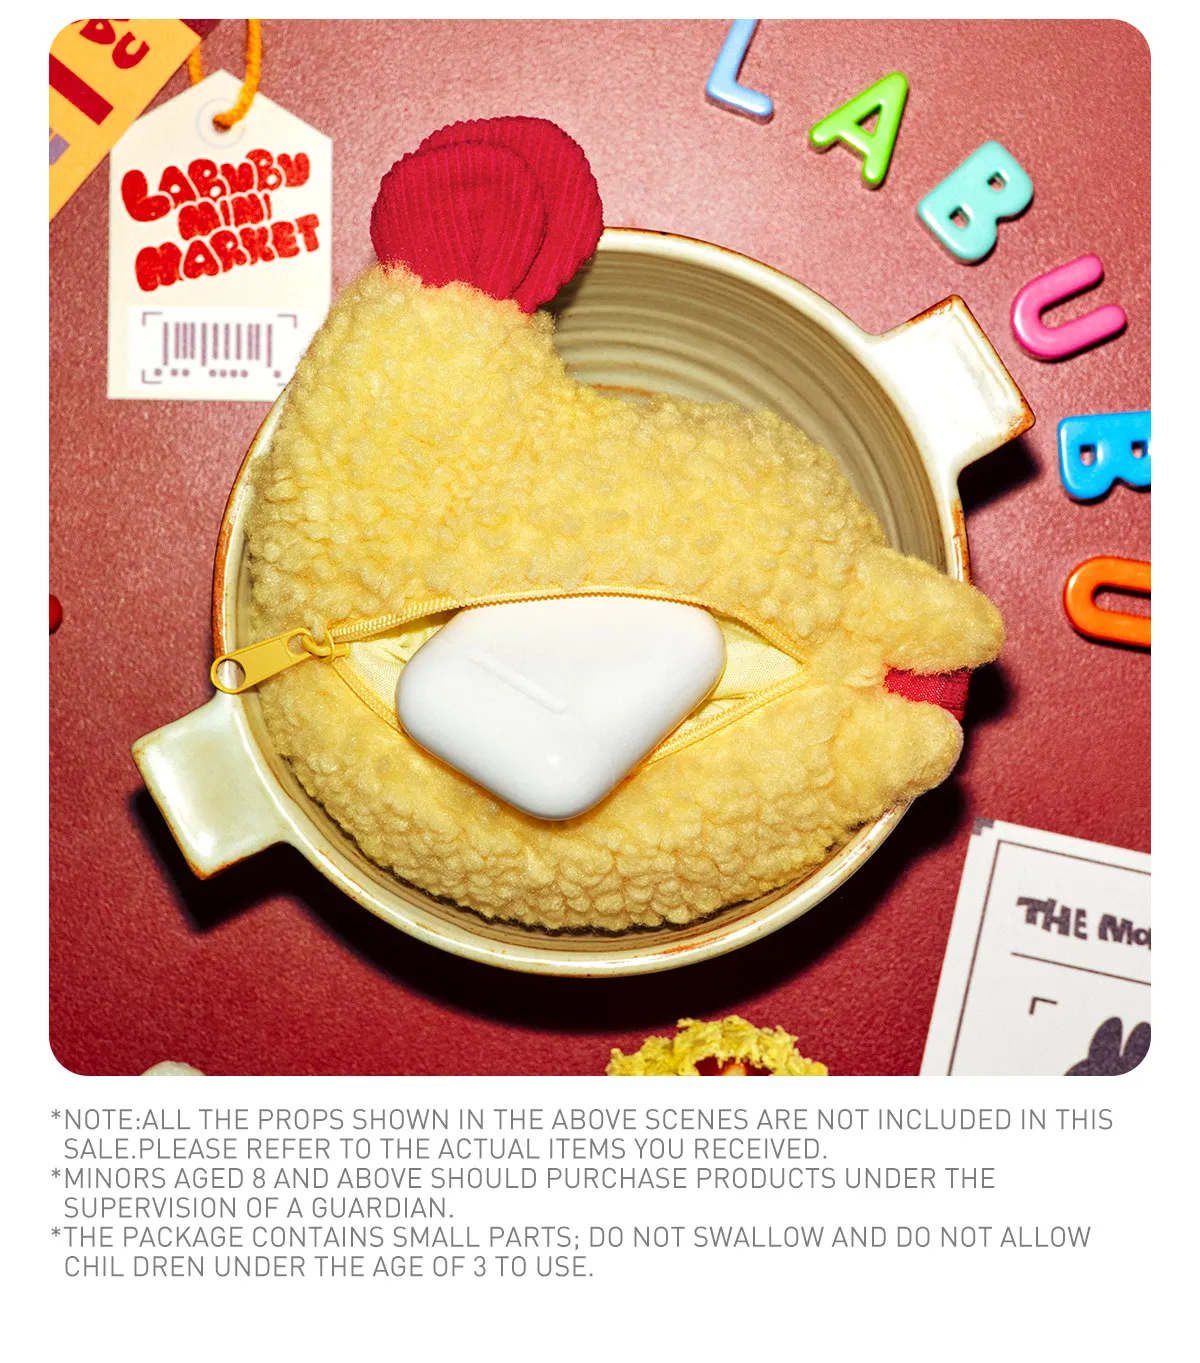 DU
LABUBU
MINI
MARKET
L
A
B
U
B
U
THE
*NOTE:ALL THE PROPS SHOWN IN THE ABOVE SCENES ARE NOT INCLUDED IN THIS
SALE.PLEASE REFER TO THE ACTUAL ITEMS YOU RECEIVED.
*MINORS AGED 8 AND ABOVE SHOULD PURCHASE PRODUCTS UNDER THE
SUPERVISION OF A GUARDIAN.
*THE PACKAGE CONTAINS SMALL PARTS; DO NOT SWALLOW AND DO NOT ALLOW
CHIL DREN UNDER THE AGE OF 3 TO USE.